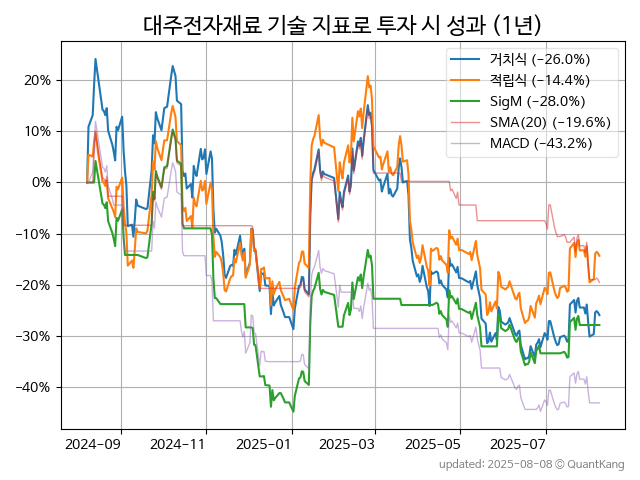 대주전자재료 기술 지표로 투자 시 성과 (1년)
거치식 (−26.0%)
적립식 (−14.4%)
SigM (−28.0%)
SMA(20) (−19.6%)
MACD (−43.2%)
20%
10%
0%
−10%
−20%
−30%
−40%
2024-09
2024-11
2025-01
2025-03
2025-05
2025-07
updated: 2025-08-08 © QuantKang